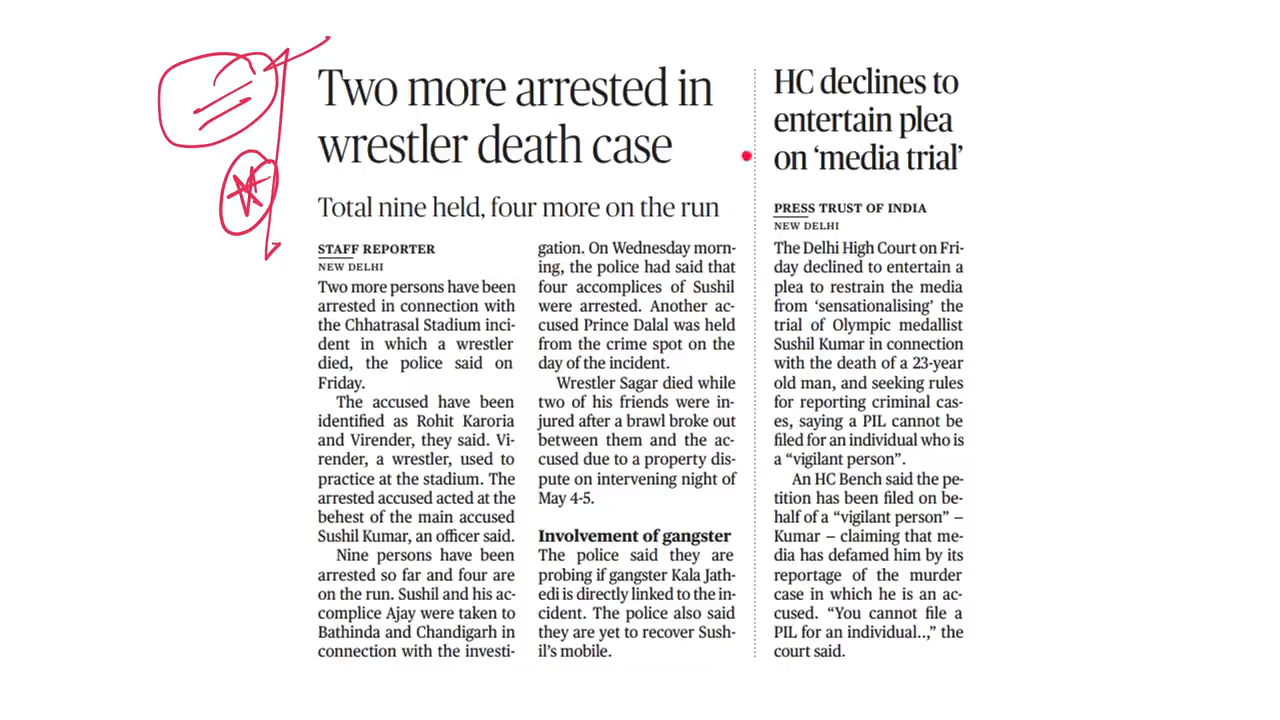 Two more arrested in
wrestler death case
Total nine held, four more on the run
STAFF REPORTER
NEW DELHI
Two more persons have been
arrested in connection with
the Chhatrasal Stadium inci-
dent in which a wrestler
died, the police said on
Friday.
The accused have been
identified as Rohit Karoria
and Virender, they said. Vi-
render, a wrestler, used to
practice at the stadium. The
arrested accused acted at the
behest of the main accused
Sushil Kumar, an officer said.
Nine persons have been
arrested so far and four are
on the run. Sushil and his ac-
complice Ajay were taken to
Bathinda and Chandigarh in
connection with the investi-
gation. On Wednesday morn-
ing, the police had said that
four accomplices of Sushil
were arrested. Another ac-
cused Prince Dalal was held
from the crime spot on the
day of the incident.
Wrestler Sagar died while
two of his friends were in-
jured after a brawl broke out
between them and the ac-
cused due to a property dis-
pute on intervening night of
May 4-5.
Involvement of gangster
The police said they are
probing if gangster Kala Jath-
edi is directly linked to the in-
cident. The police also said
they are yet to recover Sush-
il's mobile.
HC declines to
entertain plea
on ‘media trial’
PRESS TRUST OF INDIA
NEW DELHI
The Delhi High Court on Fri-
day declined to entertain a
plea to restrain the media
from ‘sensationalising’ the
trial of Olympic medallist
Sushil Kumar in connection
with the death of a 23-year
old man, and seeking rules
for reporting criminal cas-
es, saying a PIL cannot be
filed for an individual who is
a “vigilant person”.
An HC Bench said the pe-
tition has been filed on be-
half of a “vigilant person” –
Kumar – claiming that me-
dia has defamed him by its
reportage of the murder
case in which he is an ac-
cused. “You cannot file a
PIL for an individual..,” the
court said.